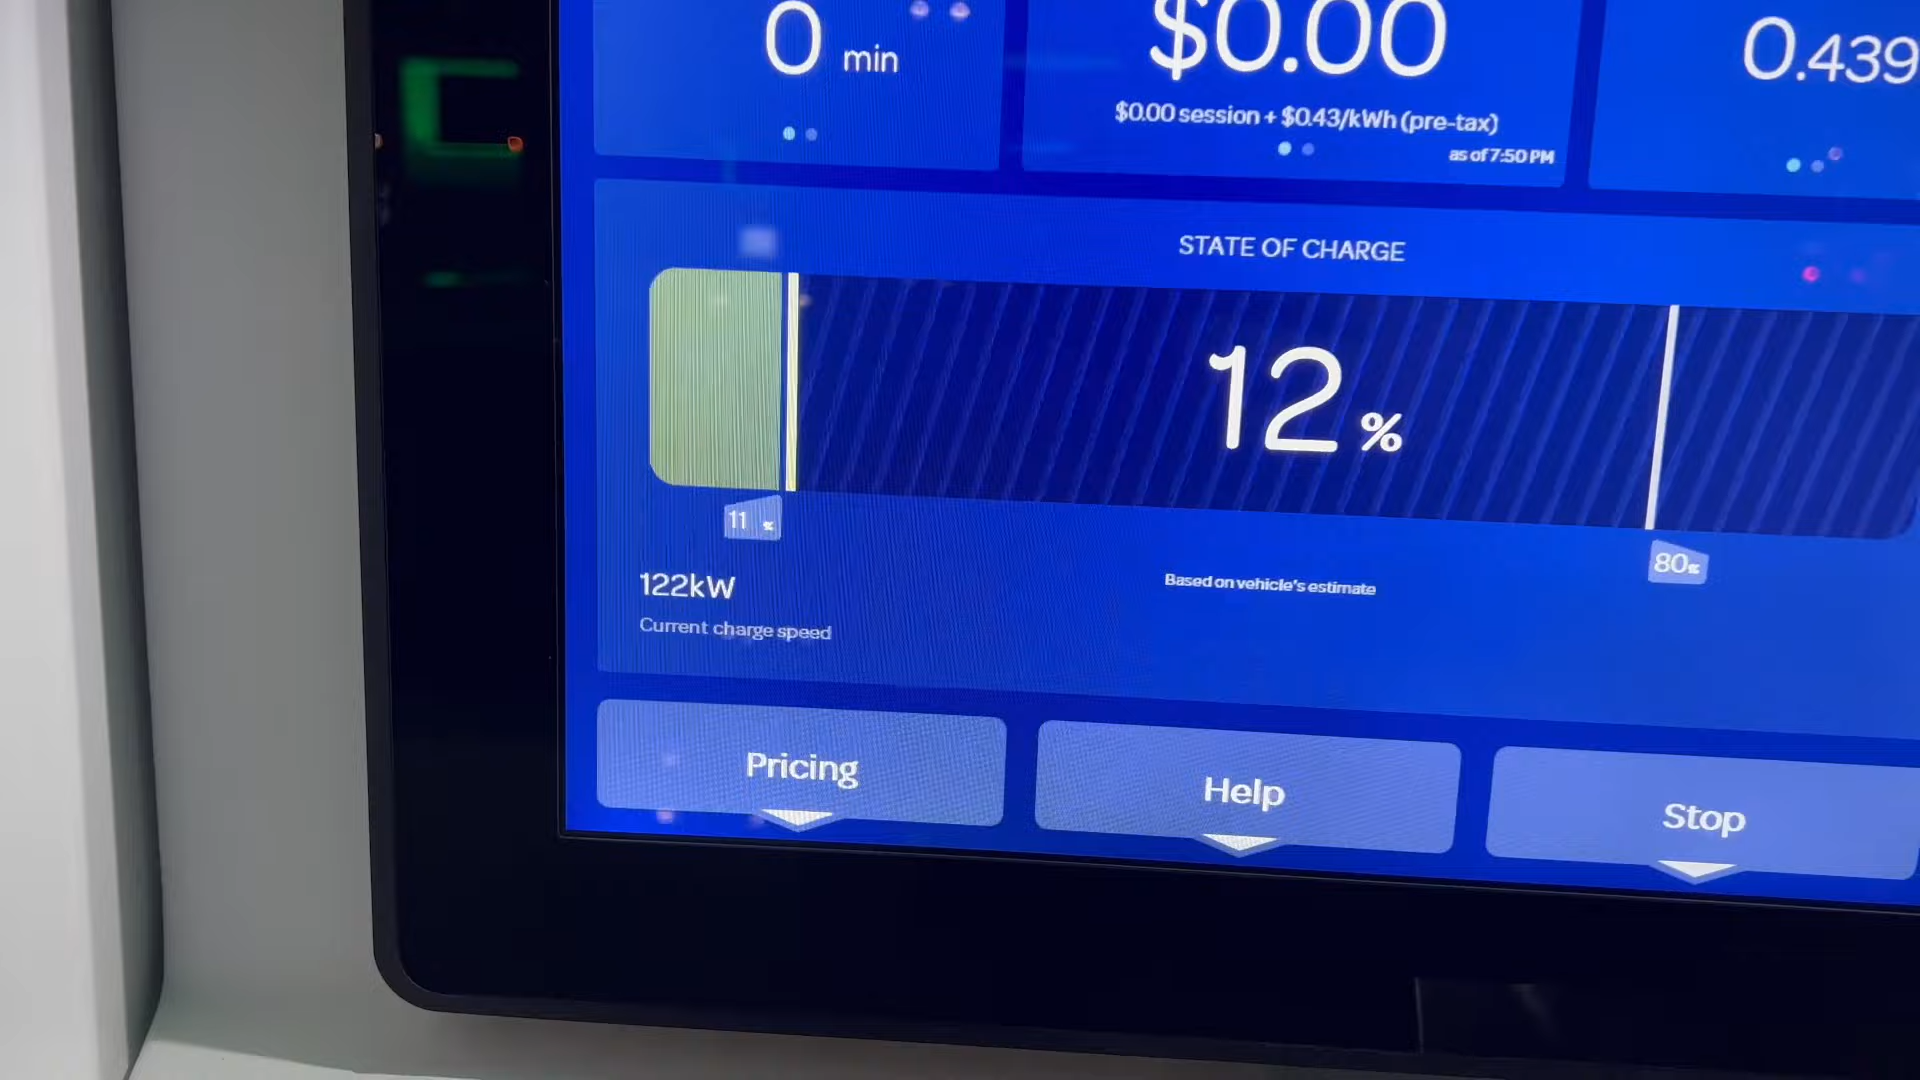 0 min
$0.00
0.439
$0.00 session + $0.43/kWh (pre-tax)
as of 7:50 PM
STATE OF CHARGE
12 %
11 %
80%
122kW
Based on vehicle's estimate
Current charge speed
Pricing
Help
Stop